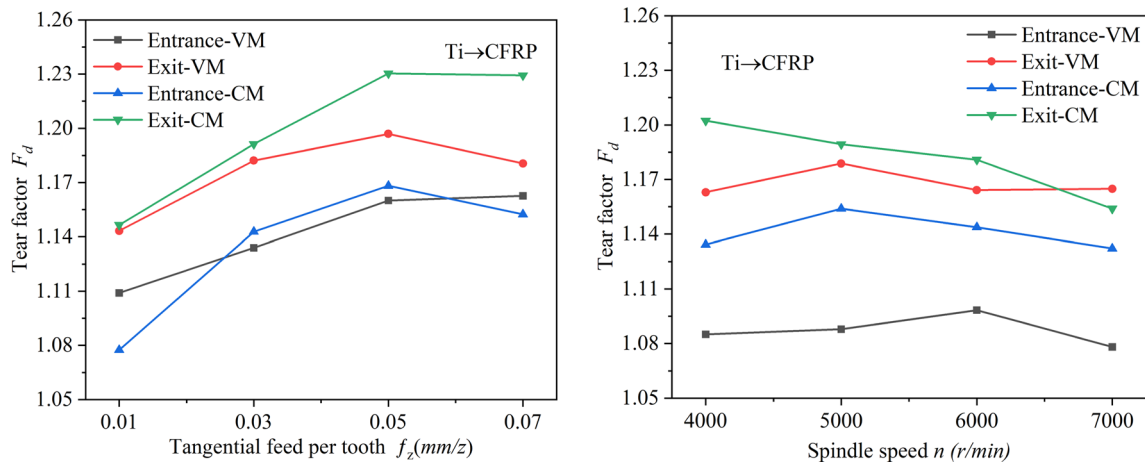 1.26
1.23
1.20
1.17
1.14
1.11
1.08
1.05
Tear factor F_d
Entrance-VM
Exit-VM
Entrance-CM
Exit-CM
Ti→CFRP
0.01 0.03 0.05 0.07
Tangential feed per tooth f_z(mm/z)
1.26
1.23
1.20
1.17
1.14
1.11
1.08
1.05
Tear factor F_d
Ti→CFRP
Entrance-VM
Exit-VM
Entrance-CM
Exit-CM
4000 5000 6000 7000
Spindle speed n (r/min)